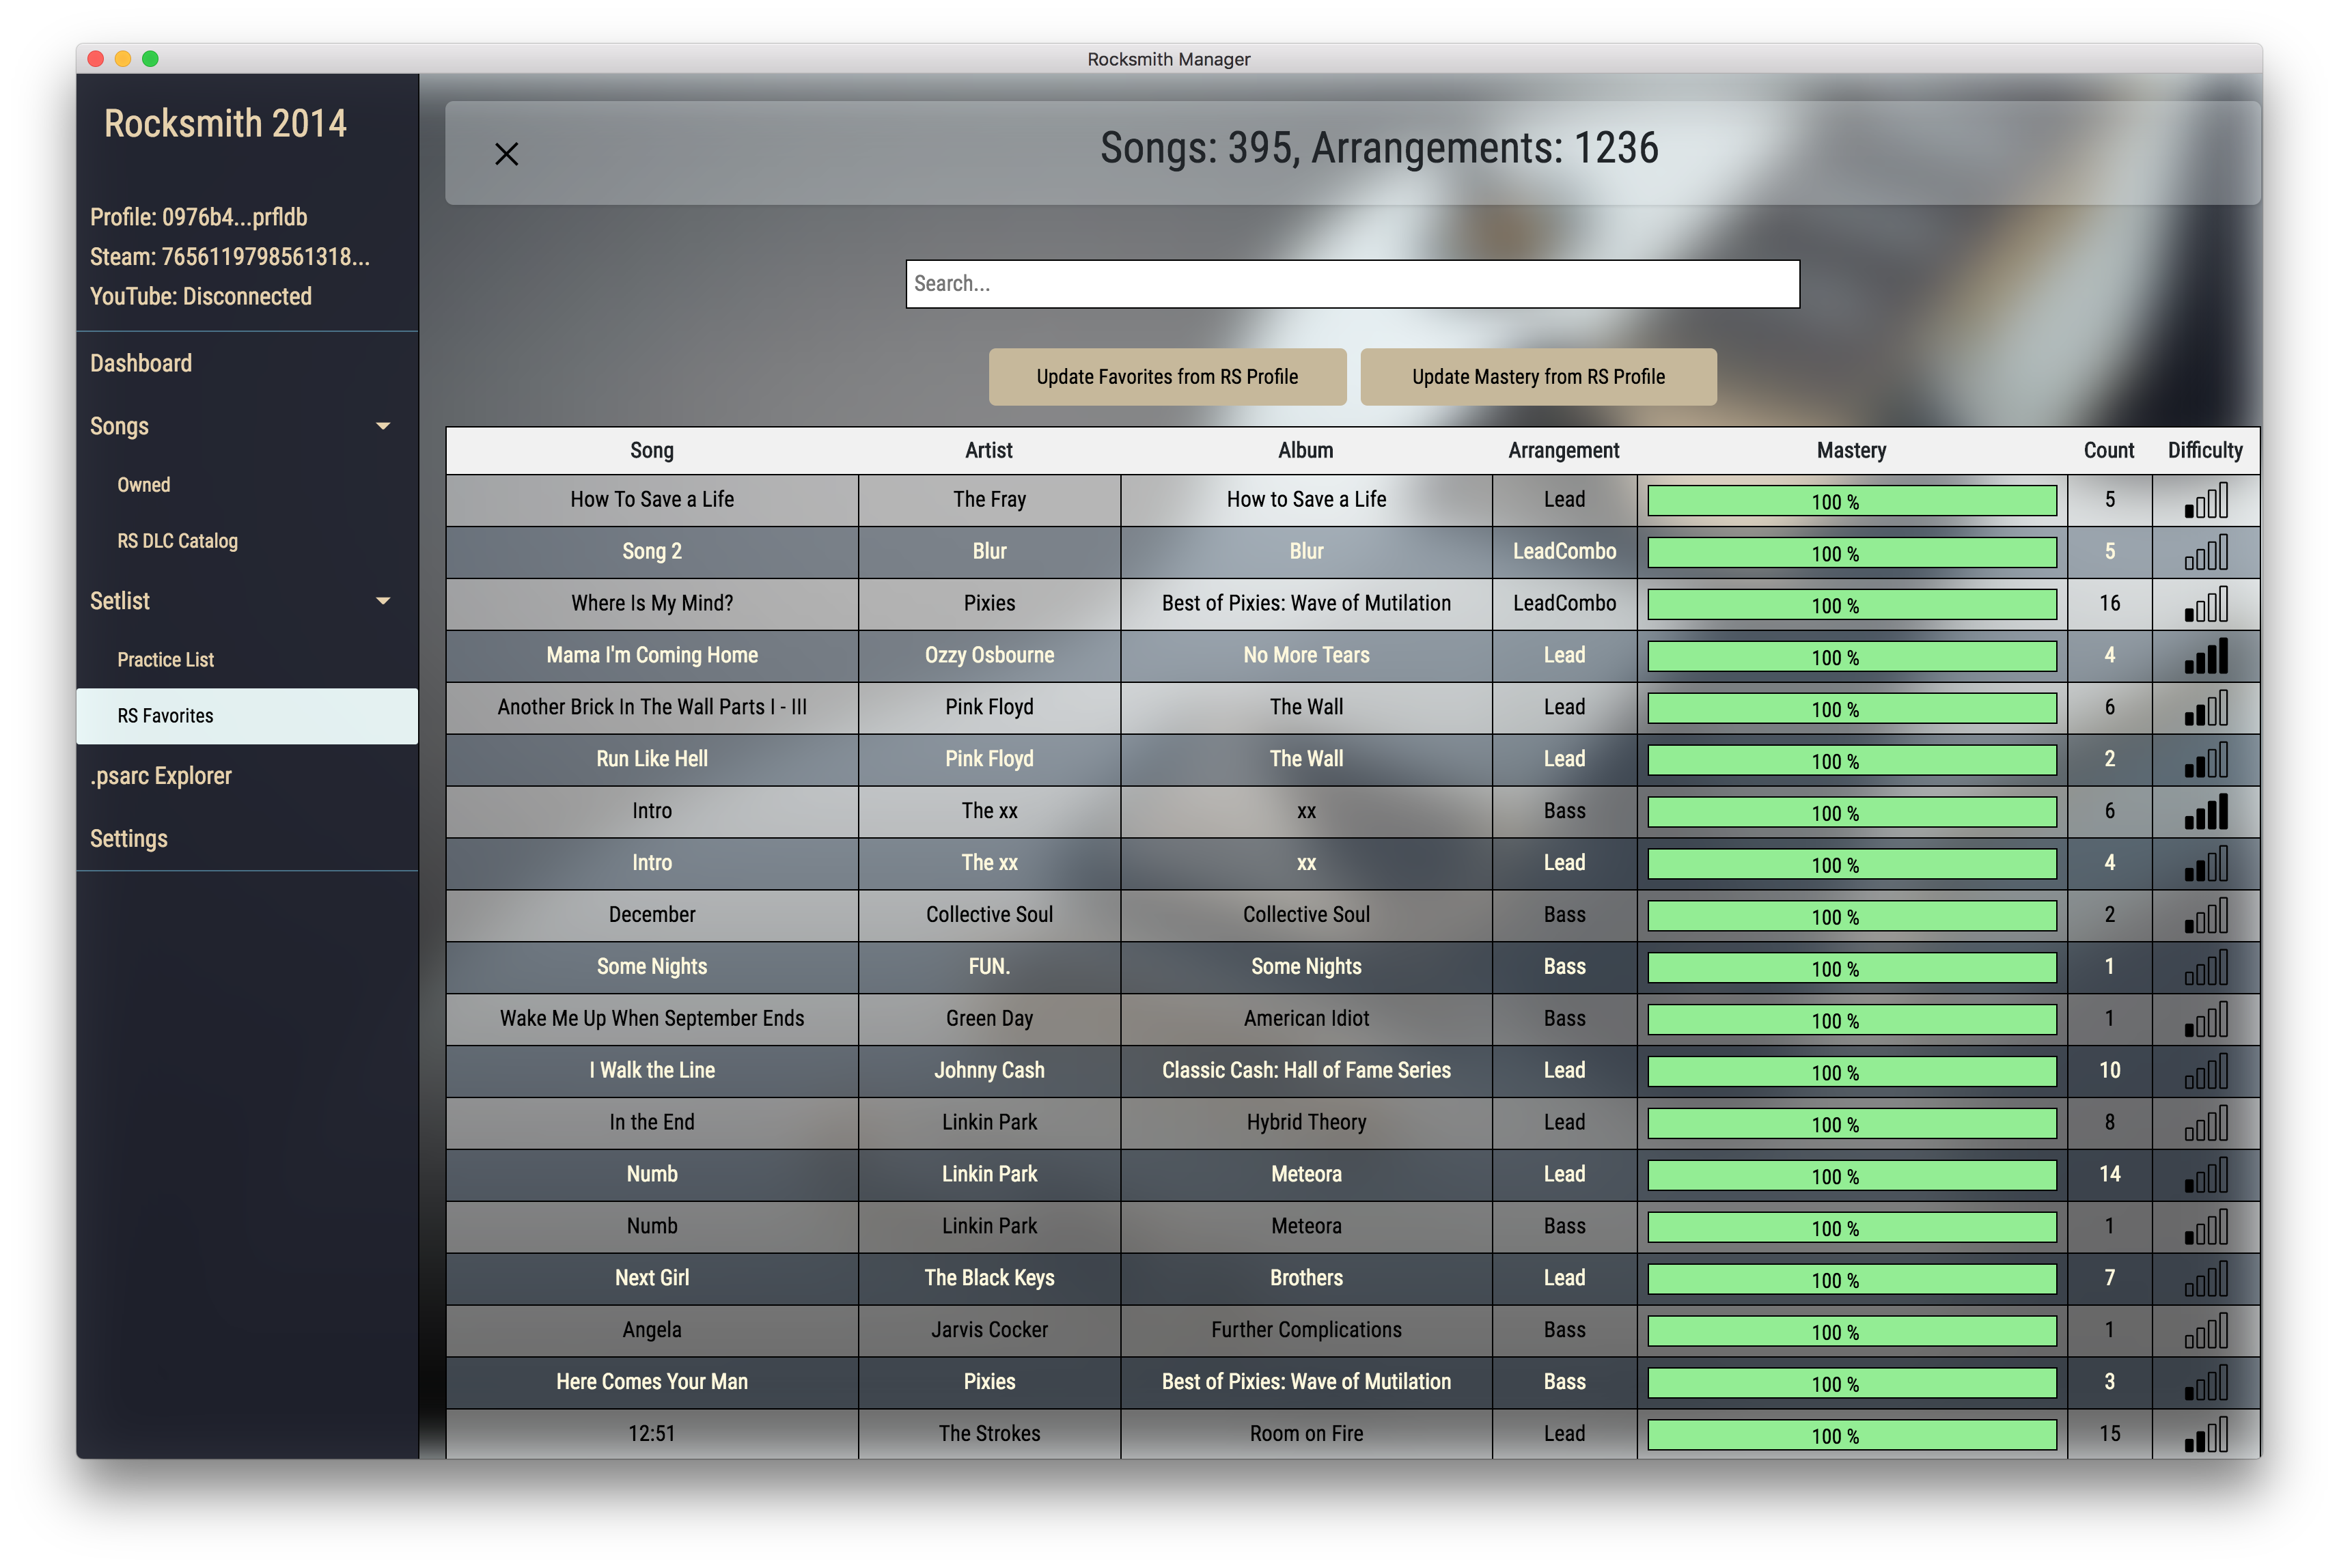 Rocksmith Manager
Rocksmith 2014
Profile: 0976b4...prfldb
Steam: 7656119798561318...
YouTube: Disconnected
Dashboard
Songs
Owned
RS DLC Catalog
Setlist
Practice List
RS Favorites
.psarc Explorer
Settings
Songs: 395, Arrangements: 1236
Search...
Update Favorites from RS Profile Update Mastery from RS Profile
Song Artist Album Arrangement Mastery Count Difficulty
How To Save a Life The Fray How to Save a Life Lead 100 % 5
Song 2 Blur Blur LeadCombo 100 % 5
Where Is My Mind? Pixies Best of Pixies: Wave of Mutilation LeadCombo 100 % 16
Mama I'm Coming Home Ozzy Osbourne No More Tears Lead 100 % 4
Another Brick In The Wall Parts I - III Pink Floyd The Wall Lead 100 % 6
Run Like Hell Pink Floyd The Wall Lead 100 % 2
Intro The xx xx Bass 100 % 6
Intro The xx xx Lead 100 % 4
December Collective Soul Collective Soul Bass 100 % 2
Some Nights FUN. Some Nights Bass 100 % 1
Wake Me Up When September Ends Green Day American Idiot Bass 100 % 1
I Walk the Line Johnny Cash Classic Cash: Hall of Fame Series Lead 100 % 10
In the End Linkin Park Hybrid Theory Lead 100 % 8
Numb Linkin Park Meteora Lead 100 % 14
Numb Linkin Park Meteora Bass 100 % 1
Next Girl The Black Keys Brothers Lead 100 % 7
Angela Jarvis Cocker Further Complications Bass 100 % 1
Here Comes Your Man Pixies Best of Pixies: Wave of Mutilation Bass 100 % 3
12:51 The Strokes Room on Fire Lead 100 % 15